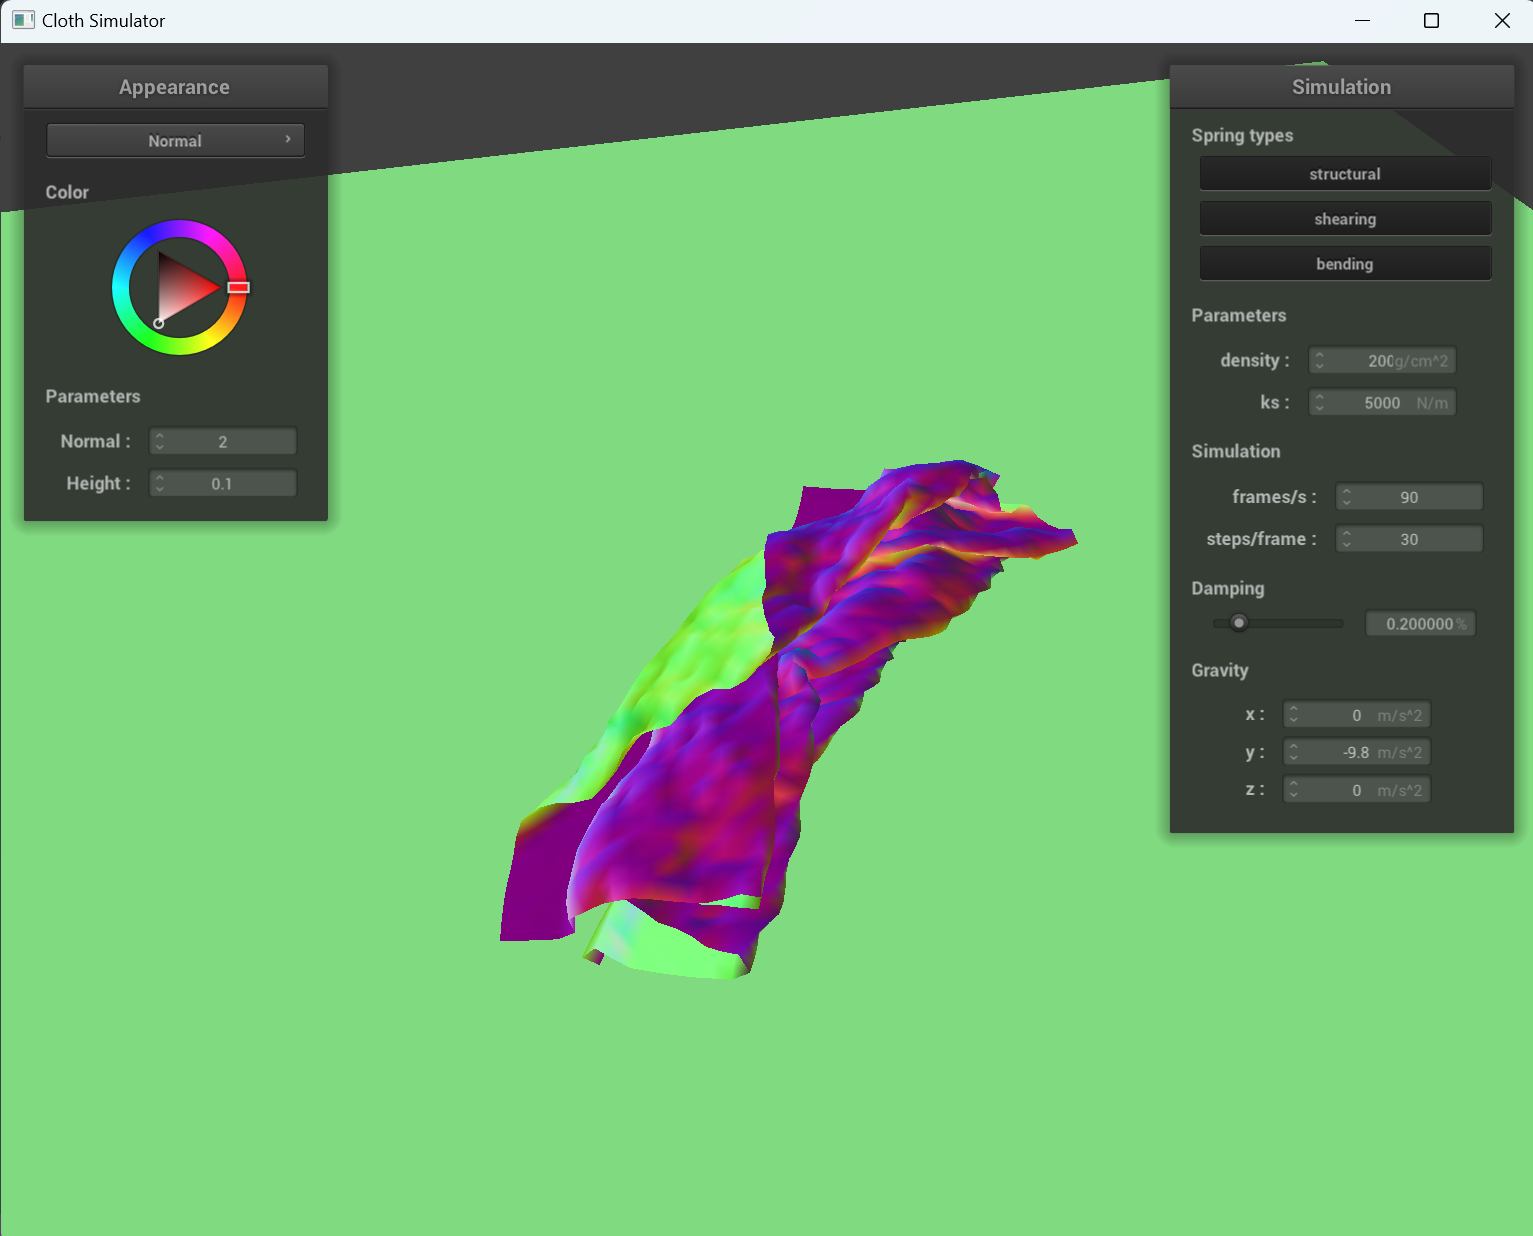 Cloth Simulator
Appearance
Normal
Color
Parameters
Normal : 2
Height : 0.1
Simulation
Spring types
structural
shearing
bending
Parameters
density : 200 g/cm^2
ks : 5000 N/m
Simulation
frames/s : 90
steps/frame : 30
Damping
0.200000 %
Gravity
x : 0 m/s^2
y : -9.8 m/s^2
z : 0 m/s^2